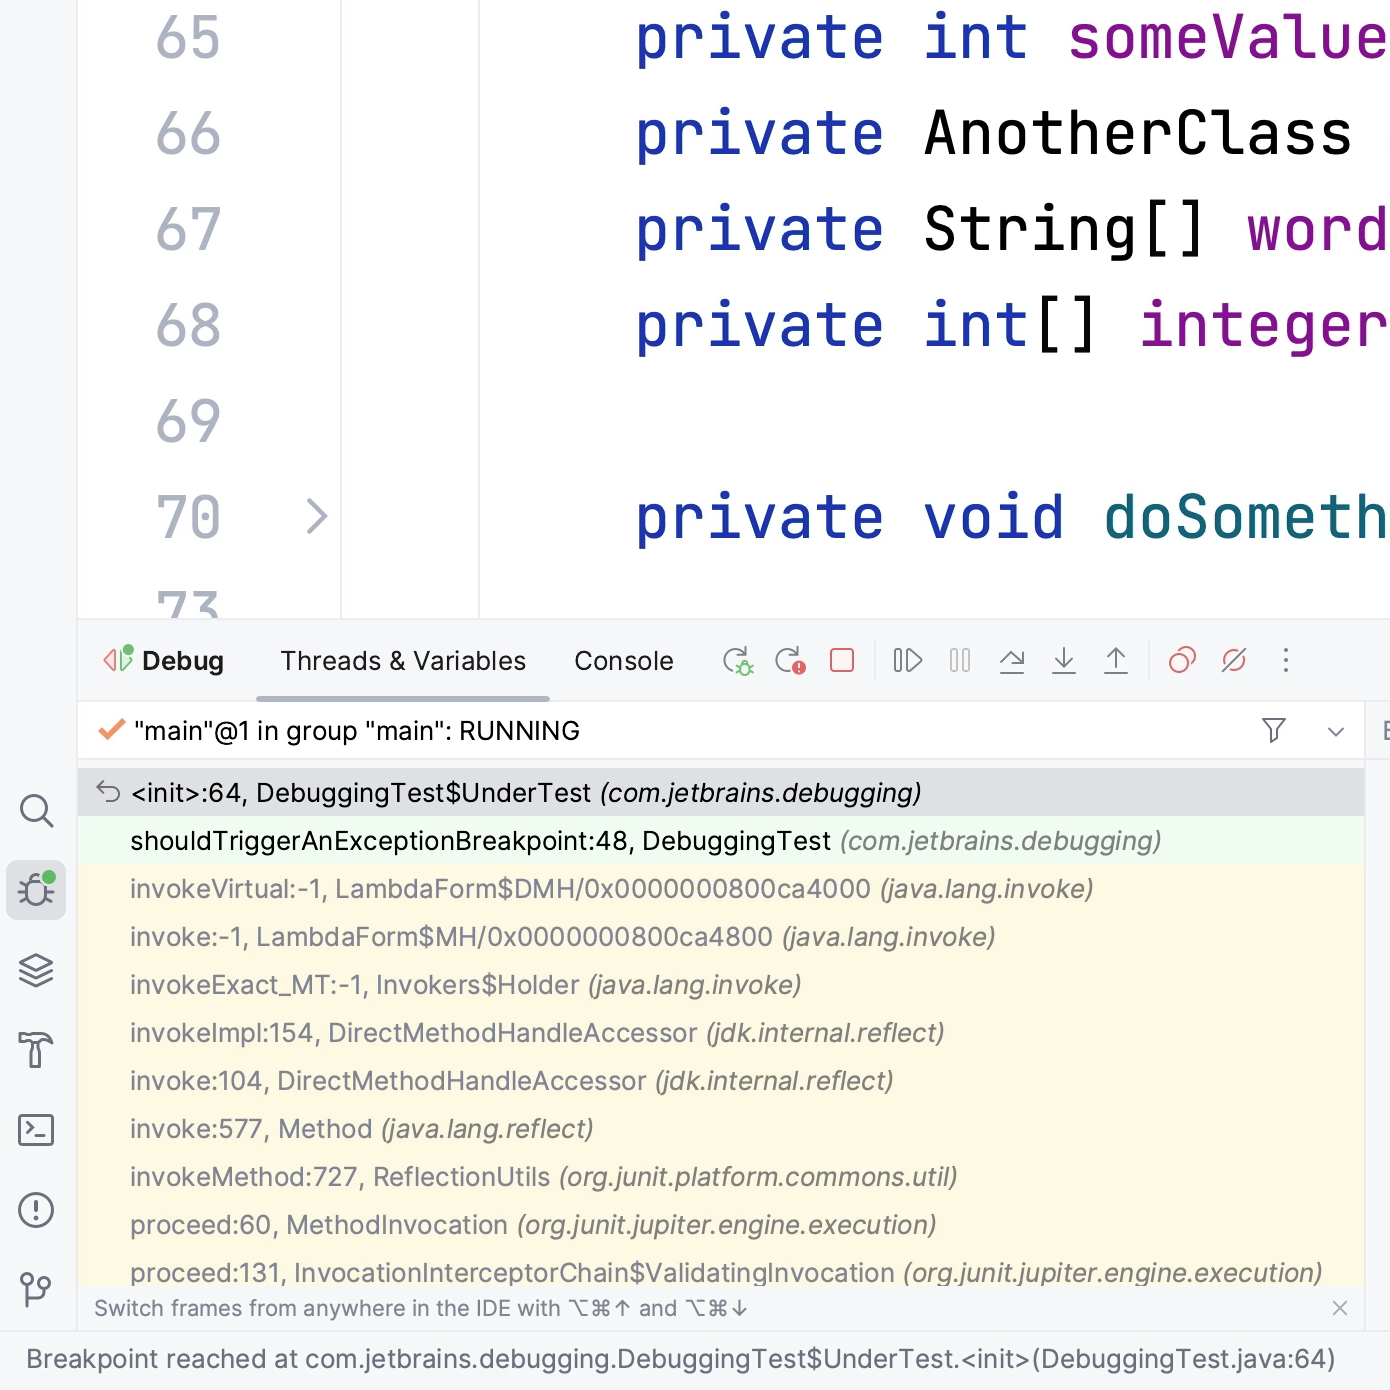 65 private int someValue
66 private AnotherClass
67 private String[] word
68 private int[] integer
69
70 private void doSometh
73
Debug Threads & Variables Console
"main"@1 in group "main": RUNNING
<init>:64, DebuggingTest$UnderTest (com.jetbrains.debugging)
shouldTriggerAnExceptionBreakpoint:48, DebuggingTest (com.jetbrains.debugging)
invokeVirtual:-1, LambdaForm$DMH/0x0000000800ca4000 (java.lang.invoke)
invoke:-1, LambdaForm$MH/0x0000000800ca4800 (java.lang.invoke)
invokeExact_MT:-1, Invokers$Holder (java.lang.invoke)
invokeImpl:154, DirectMethodHandleAccessor (jdk.internal.reflect)
invoke:104, DirectMethodHandleAccessor (jdk.internal.reflect)
invoke:577, Method (java.lang.reflect)
invokeMethod:727, ReflectionUtils (org.junit.platform.commons.util)
proceed:60, MethodInvocation (org.junit.jupiter.engine.execution)
proceed:131, InvocationInterceptorChain$ValidatingInvocation (org.junit.jupiter.engine.execution)
Switch frames from anywhere in the IDE with ⌥⌘↑ and ⌥⌘↓
Breakpoint reached at com.jetbrains.debugging.DebuggingTest$UnderTest.<init>(DebuggingTest.java:64)